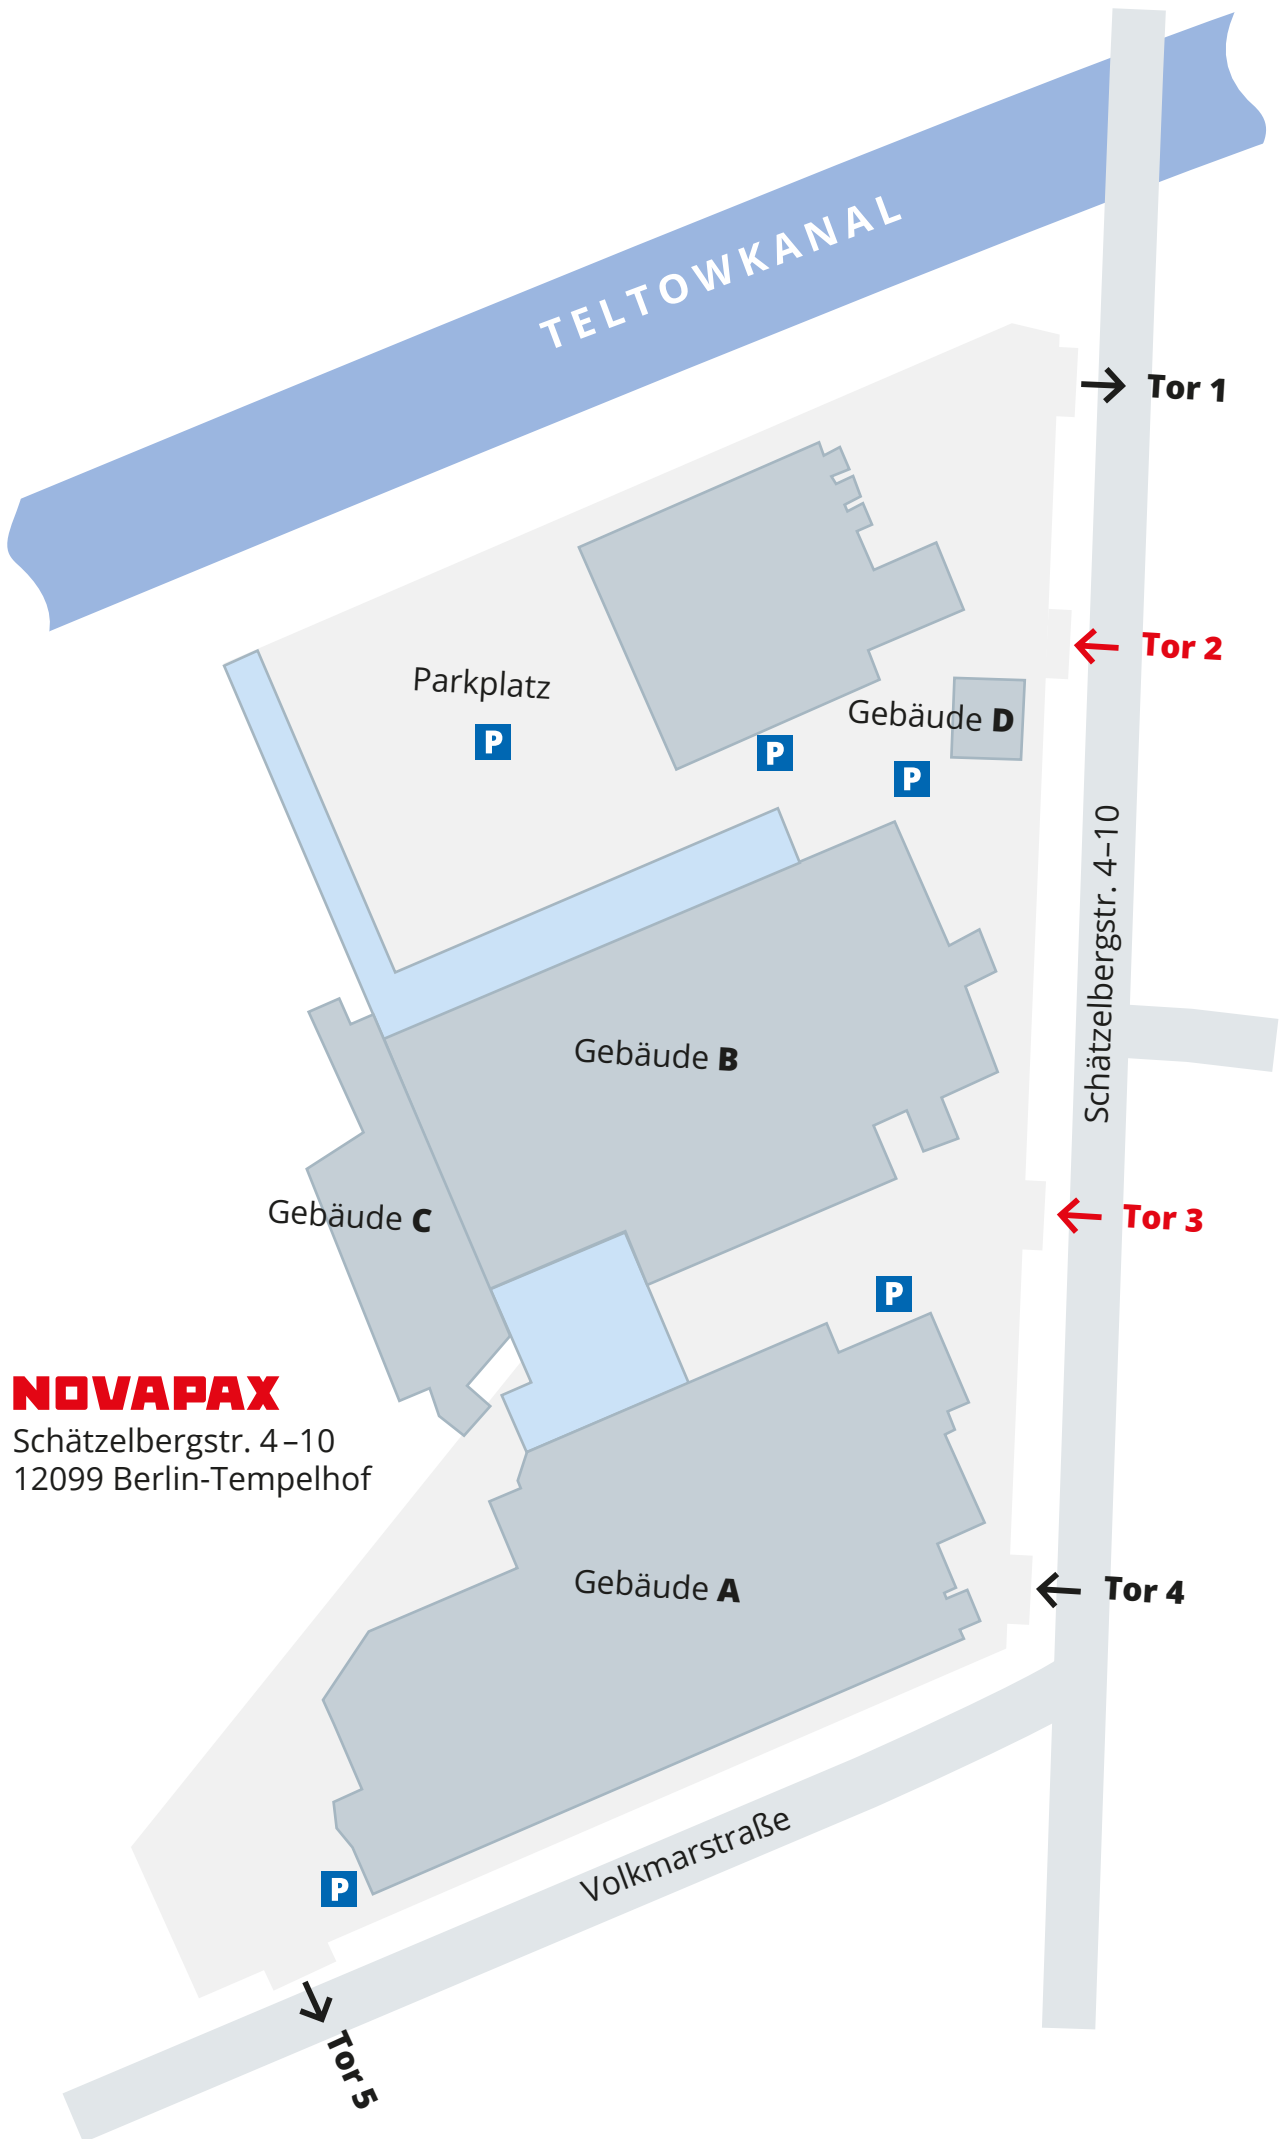 TELTOWKANAL
Tor 1
Tor 2
Parkplatz
P
Gebäude D
P
P
Schätzelbergstr. 4–10
Gebäude B
Gebäude C
Tor 3
P
NOVAPAX
Schätzelbergstr. 4–10
12099 Berlin-Tempelhof
Gebäude A
Tor 4
Volkmarstraße
P
Tor 5